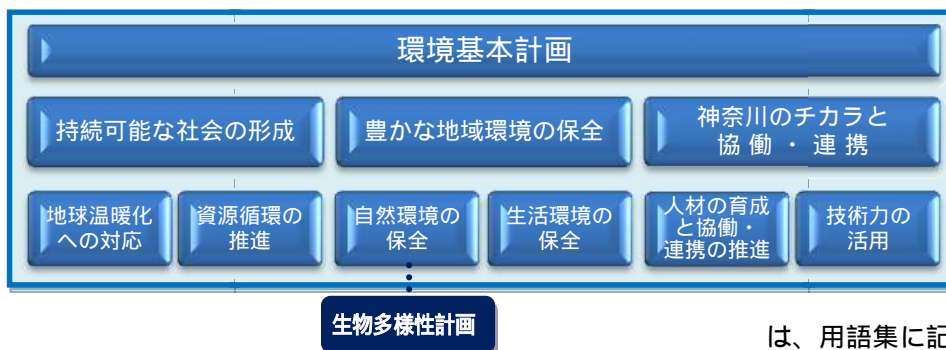 環境基本計画
持続可能な社会の形成
豊かな地域環境の保全
神奈川のチカラと
協働・連携
地球温暖化
への対応
資源循環の
推進
自然環境の
保全
生活環境の
保全
人材の育成
と協働・
連携の推進
技術力の
活用
生物多様性計画
は、用語集に記